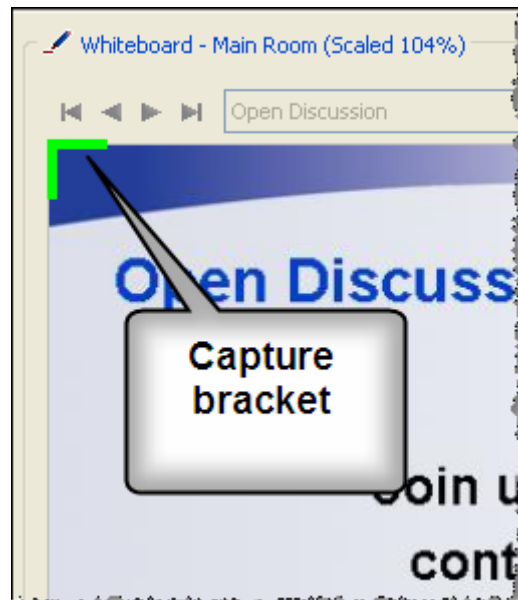 Whiteboard - Main Room (Scaled 104%)
Open Discussion
Open Discuss
Capture
bracket
Join u
cont